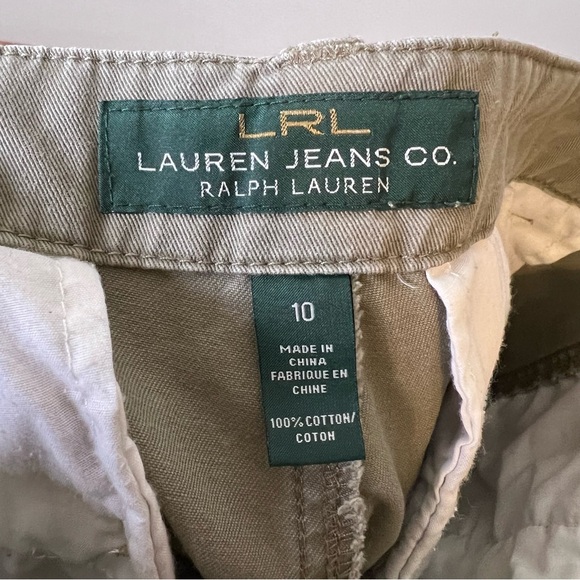 LRL
LAUREN JEANS CO.
RALPH LAUREN
10
MADE IN
CHINA
FABRIQUE EN
CHINE
100% COTTON/
COTON